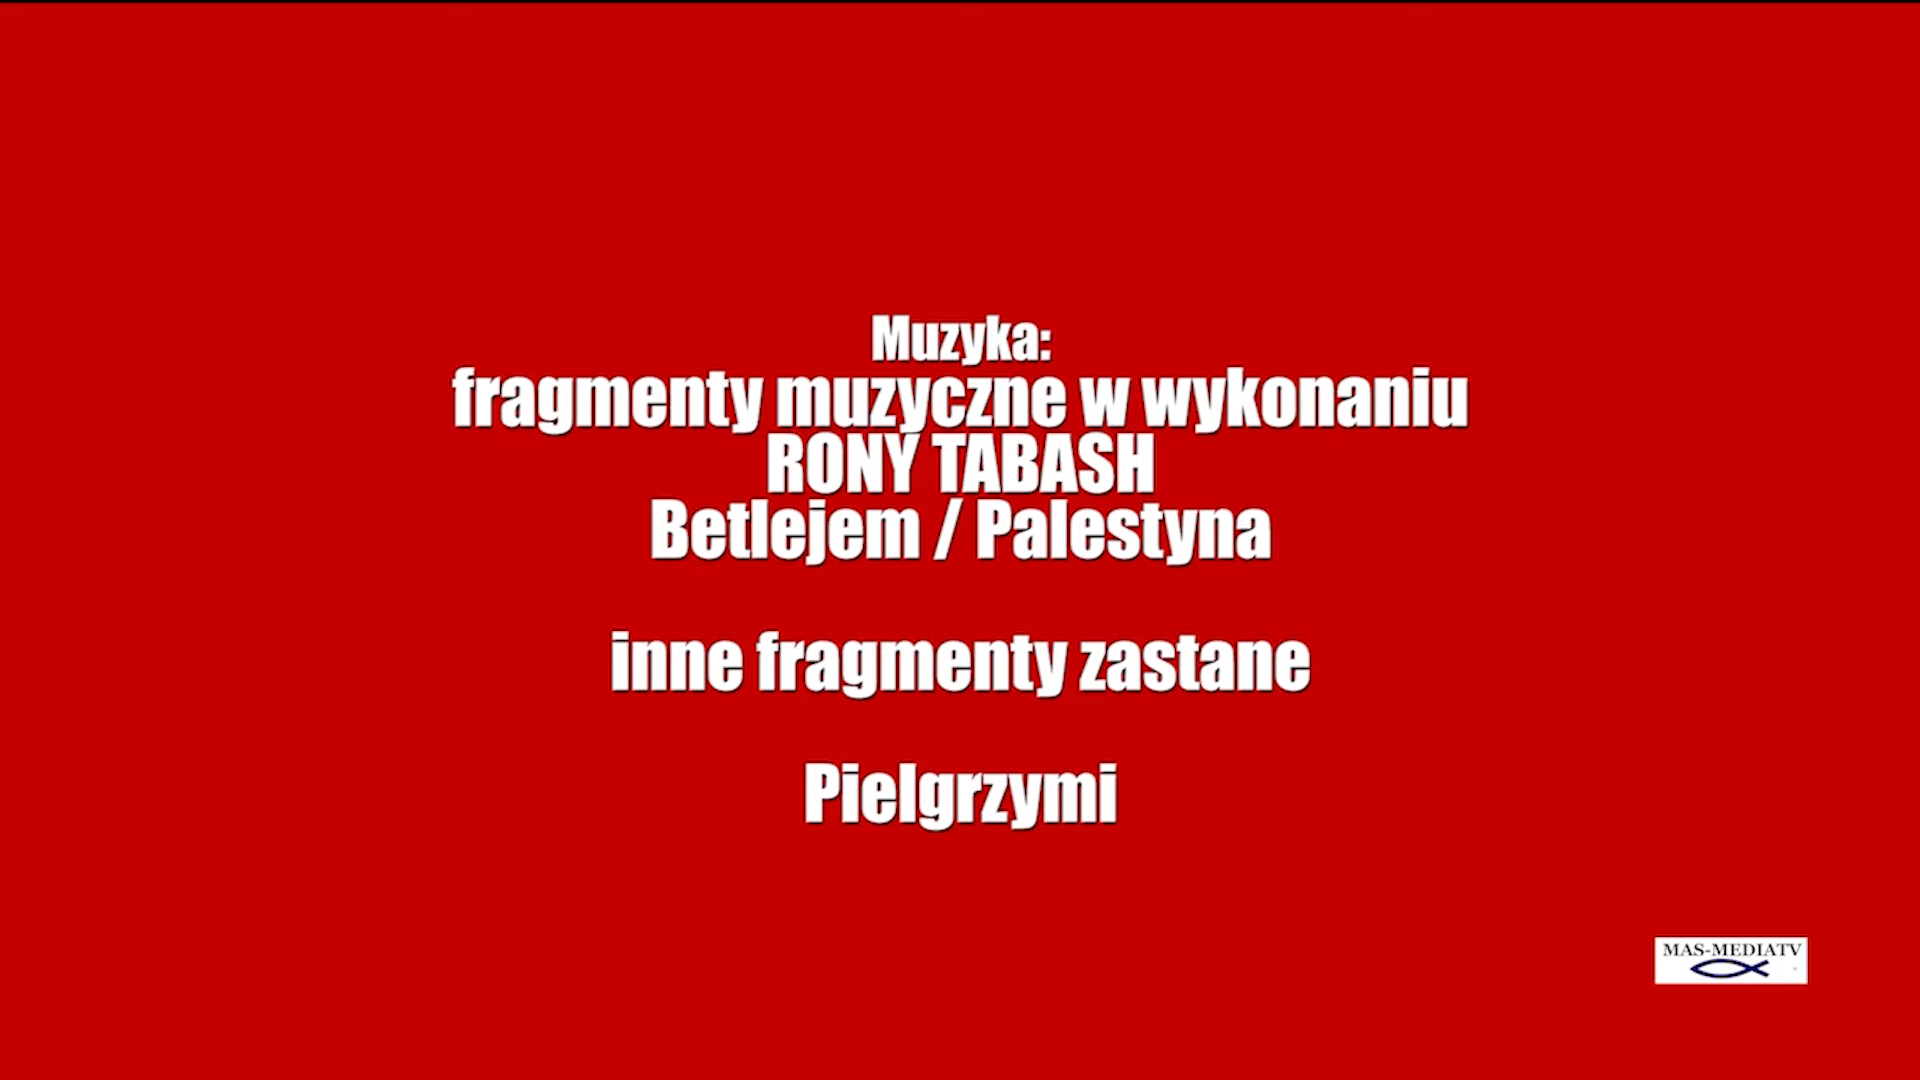 Muzyka:
fragmenty muzyczne w wykonaniu
RONY TABASH
Betlejem / Palestyna
inne fragmenty zastane
Pielgrzymi
MAS-MEDIATV